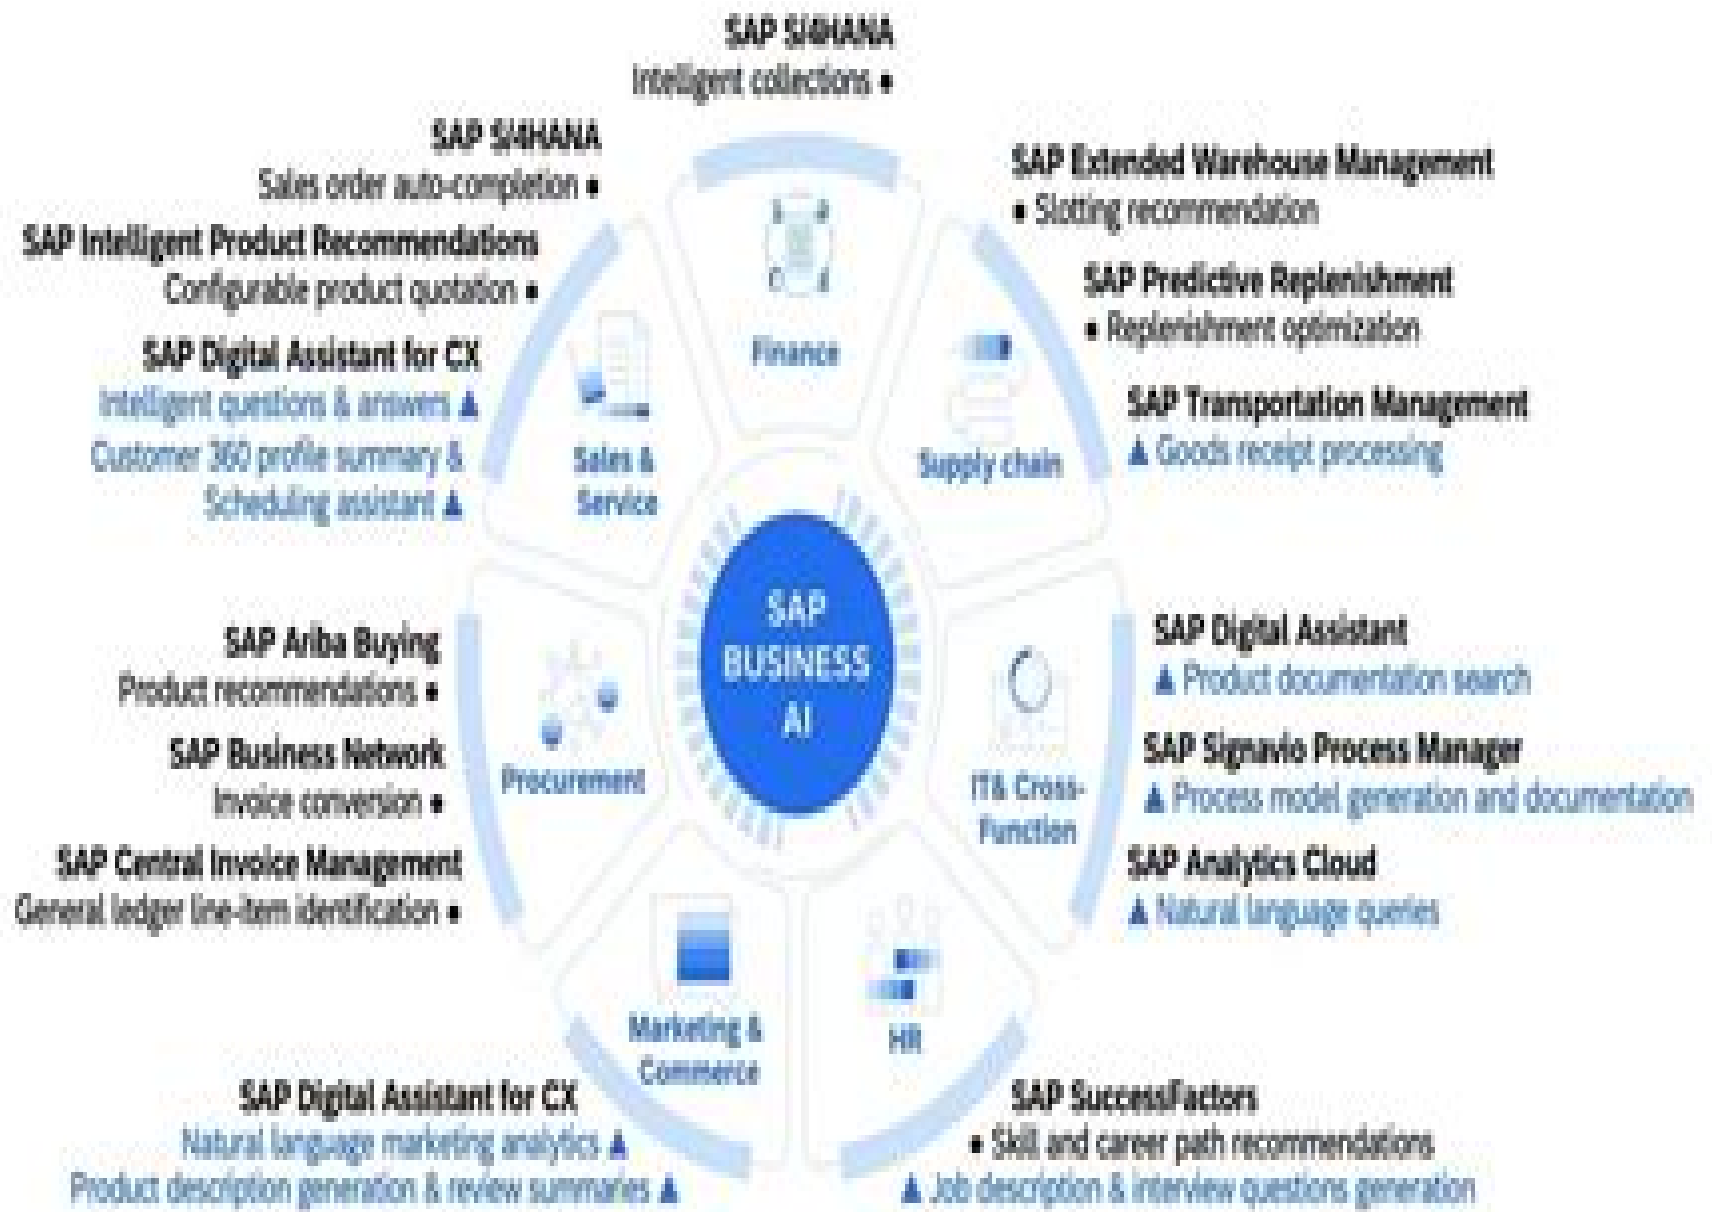 SAP S/4HANA
Intelligent collections •
SAP S/4HANA
Sales order auto-completion •
SAP Intelligent Product Recommendations
Configurable product quotation •
SAP Digital Assistant for CX
Intelligent questions & answers ▲
Customer 360 profile summary &
Scheduling assistant ▲
SAP Extended Warehouse Management
• Slotting recommendation
SAP Predictive Replenishment
• Replenishment optimization
SAP Transportation Management
▲ Goods receipt processing
Finance
Sales &
Service
Supply chain
SAP
BUSINESS
AI
SAP Ariba Buying
Product recommendations •
SAP Business Network
Invoice conversion •
SAP Central Invoice Management
General ledger line-item identification •
Procurement
IT& Cross-
Function
SAP Digital Assistant
▲ Product documentation search
SAP Signavio Process Manager
▲ Process model generation and documentation
SAP Analytics Cloud
▲ Natural language queries
Marketing &
Commerce
HR
SAP Digital Assistant for CX
Natural language marketing analytics ▲
Product description generation & review summaries ▲
SAP SuccessFactors
• Skill and career path recommendations
▲ Job description & interview questions generation